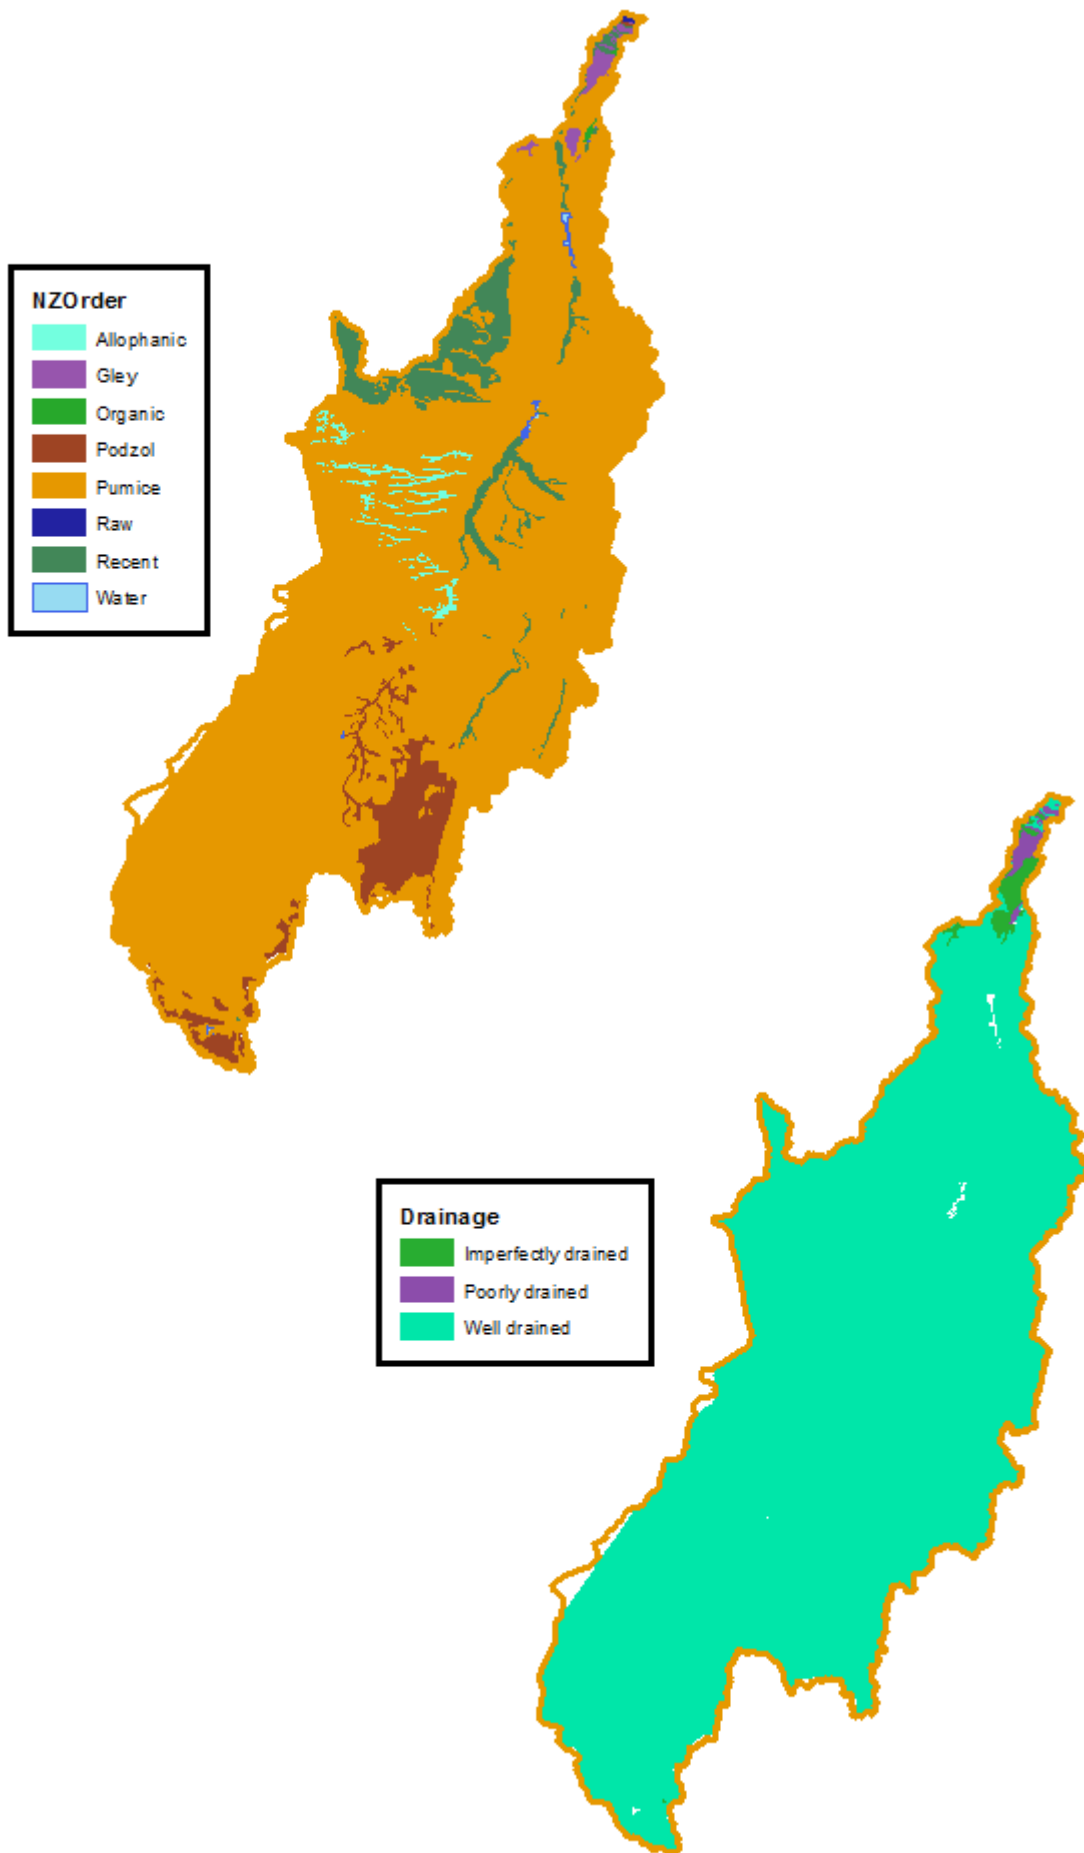 NZOrder
Allophanic
Gley
Organic
Podzol
Pumice
Raw
Recent
Water
Drainage
Imperfectly drained
Poorly drained
Well drained